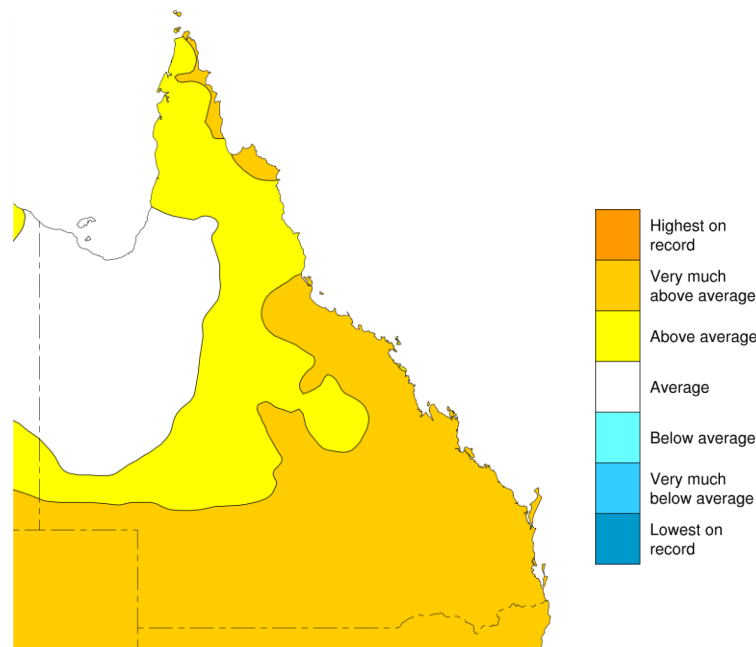 Highest on
record
Very much
above average
Above average
Average
Below average
Very much
below average
Lowest on
record